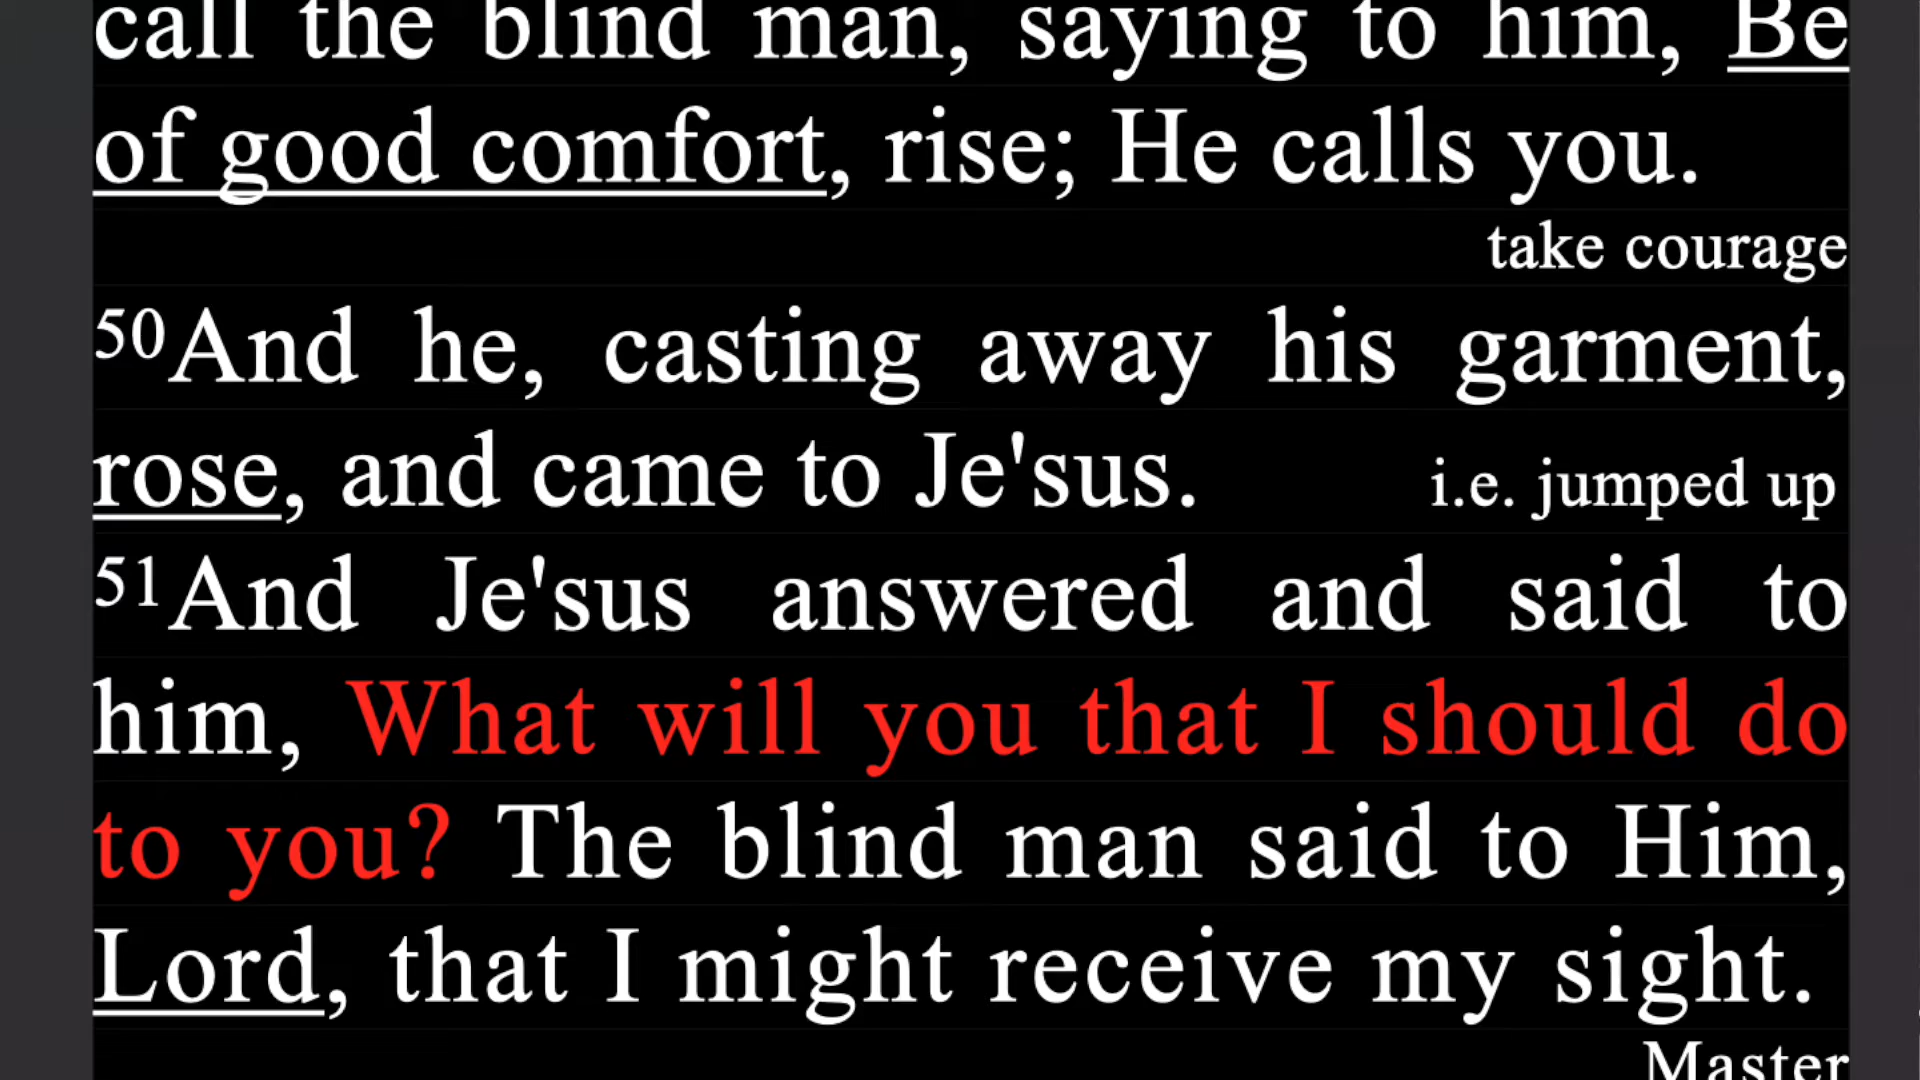 call the blind man, saying to him, Be
of good comfort, rise; He calls you.
take courage
50And he, casting away his garment,
rose, and came to Je'sus. i.e. jumped up
51And Je'sus answered and said to
him, What will you that I should do
to you? The blind man said to Him,
Lord, that I might receive my sight.
Master